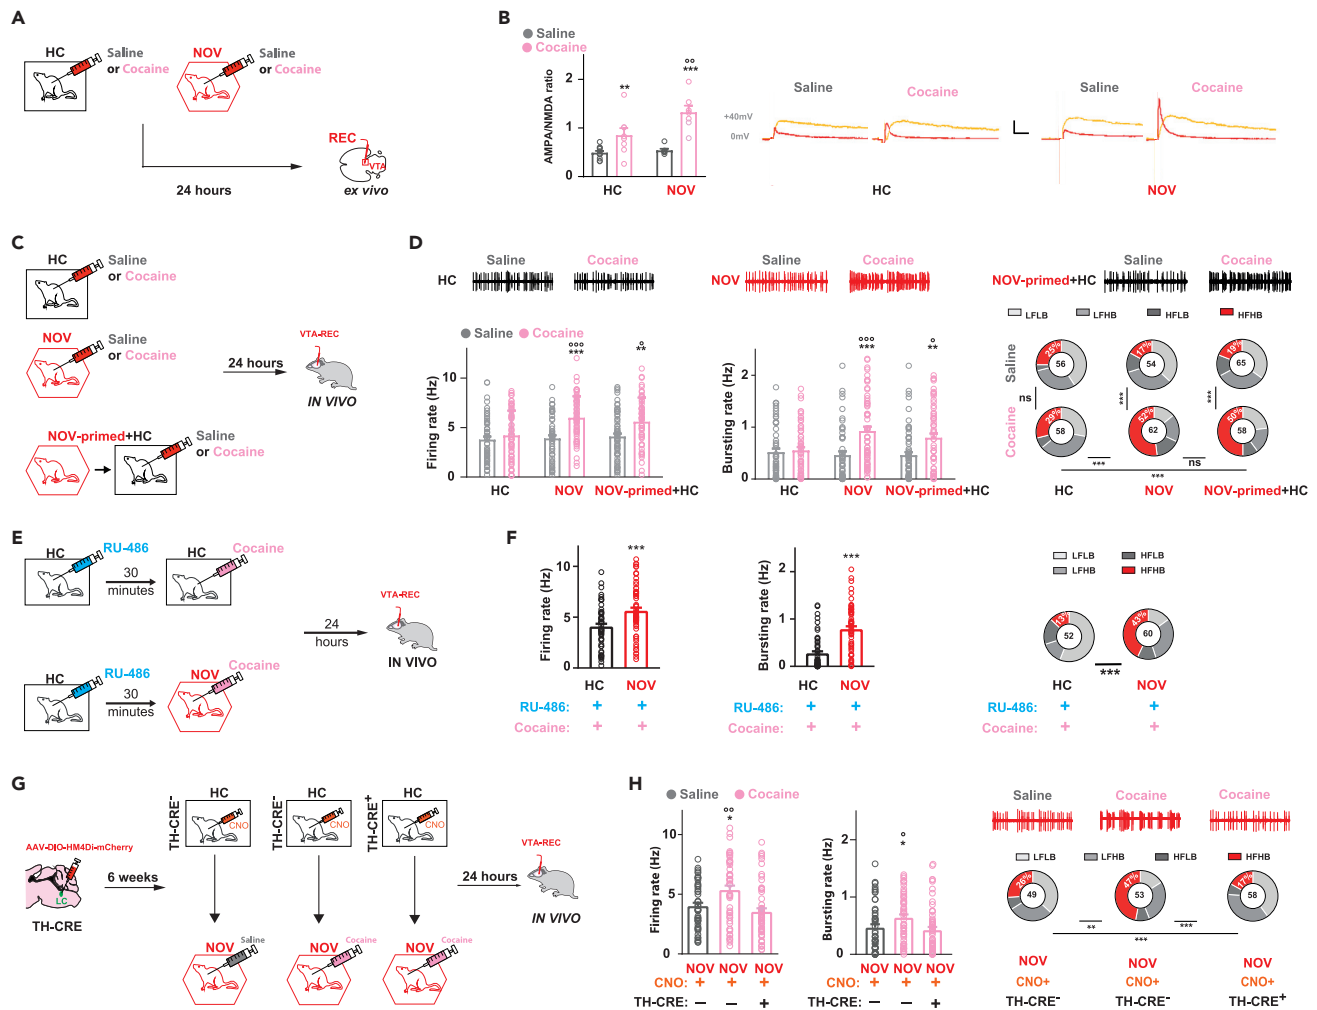 A
HC
Saline
or Cocaine
NOV
Saline
or Cocaine
24 hours
REC
VTA
ex vivo
B
Saline
Cocaine
AMPA/NMDA ratio
2
1
0
**
°°
***
HC
NOV
Saline
Cocaine
Saline
Cocaine
+40mV
0mV
HC
NOV
C
HC
Saline
or Cocaine
NOV
Saline
or Cocaine
24 hours
VTA-REC
IN VIVO
NOV-primed+HC
Saline
or Cocaine
D
Saline
Cocaine
HC
Saline
Cocaine
NOV
Saline
Cocaine
NOV-primed+HC
Saline
Cocaine
Firing rate (Hz)
10
5
0
°°°
***
°
**
HC
NOV
NOV-primed+HC
Bursting rate (Hz)
2
1
0
°°°
***
°
**
HC
NOV
NOV-primed+HC
LFLB
LFHB
HFLB
HFHB
Saline
25%
56
17%
54
19%
65
ns
***
***
Cocaine
29%
58
52%
62
50%
58
***
ns
***
HC
NOV
NOV-primed+HC
E
HC
RU-486
30
minutes
HC
Cocaine
24
hours
VTA-REC
IN VIVO
HC
RU-486
30
minutes
NOV
Cocaine
F
Firing rate (Hz)
10
5
0
***
HC
NOV
RU-486:
+
+
Cocaine:
+
+
Bursting rate (Hz)
2
1
0
***
HC
NOV
RU-486:
+
+
Cocaine:
+
+
LFLB
HFLB
LFHB
HFHB
13%
52
43%
60
***
HC
NOV
RU-486:
+
+
Cocaine:
+
+
G
AAV-DIO-HM4Di-mCherry
LC
TH-CRE
6 weeks
TH-CRE-
HC
CNO
TH-CRE-
HC
CNO
TH-CRE+
HC
CNO
NOV
Saline
NOV
Cocaine
NOV
Cocaine
24 hours
VTA-REC
IN VIVO
H
Saline
Cocaine
Firing rate (Hz)
10
5
0
°°
*
NOV
NOV
NOV
CNO:
+
+
+
TH-CRE:
–
–
+
Bursting rate (Hz)
2
1
0
°
*
NOV
NOV
NOV
CNO:
+
+
+
TH-CRE:
–
–
+
Saline
Cocaine
Cocaine
LFLB
LFHB
HFLB
HFHB
26%
49
47%
53
17%
58
**
***
***
NOV
CNO+
TH-CRE-
NOV
CNO+
TH-CRE-
NOV
CNO+
TH-CRE+